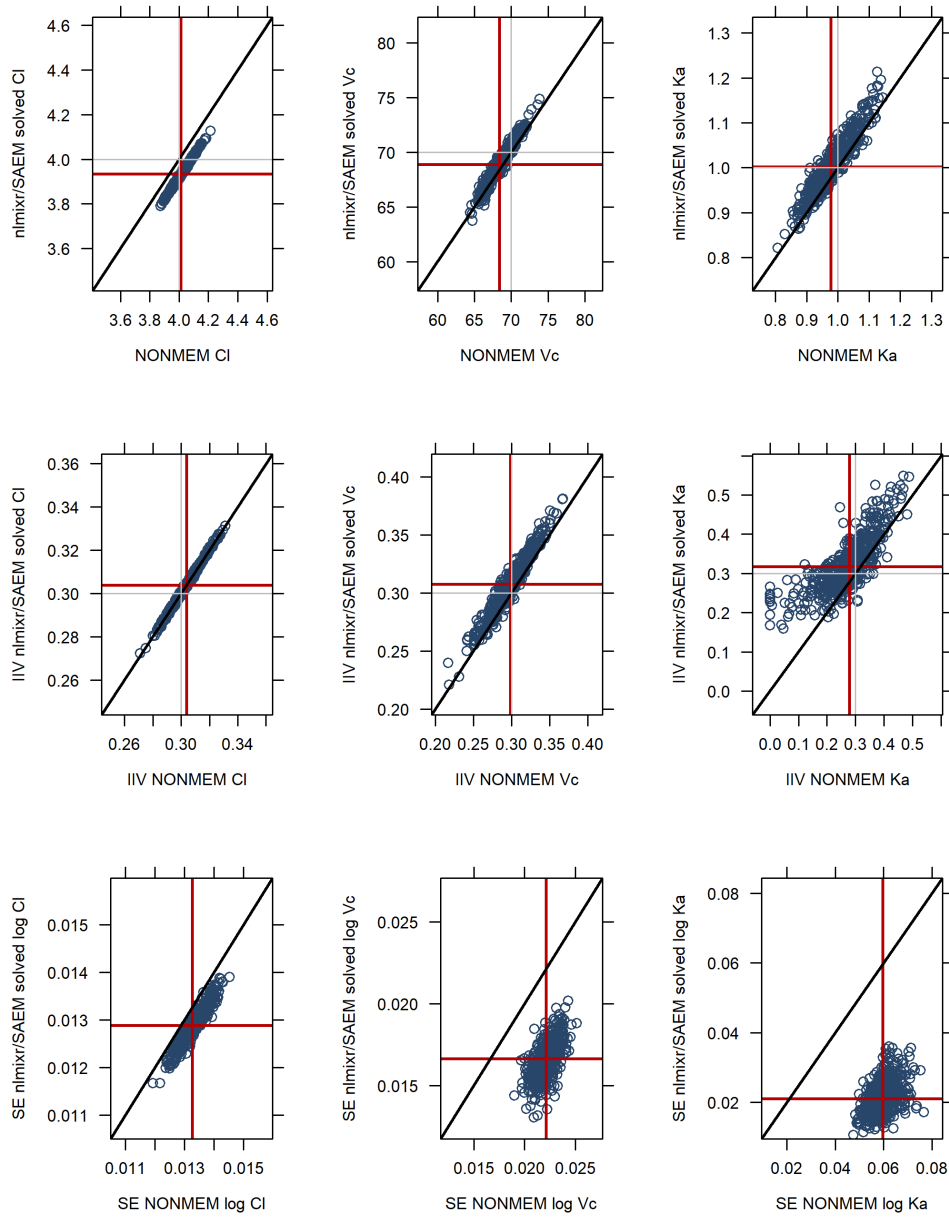 nlmixr/SAEM solved Cl
4.6
4.4
4.2
4.0
3.8
3.6
3.6 4.0 4.2 4.4 4.6
NONMEM Cl
nlmixr/SAEM solved Vc
80
75
70
65
60
60 65 70 75 80
NONMEM Vc
nlmixr/SAEM solved Ka
1.3
1.2
1.1
1.0
0.9
0.8
0.8 0.9 1.0 1.1 1.2 1.3
NONMEM Ka
IIV nlmixr/SAEM solved Cl
0.36
0.34
0.32
0.30
0.28
0.26
0.26 0.30 0.34
IIV NONMEM Cl
IIV nlmixr/SAEM solved Vc
0.40
0.35
0.30
0.25
0.20
0.20 0.25 0.30 0.35 0.40
IIV NONMEM Vc
IIV nlmixr/SAEM solved Ka
0.5
0.4
0.3
0.2
0.1
0.0
0.0 0.1 0.2 0.3 0.4 0.5
IIV NONMEM Ka
SE nlmixr/SAEM solved log Cl
0.015
0.014
0.013
0.012
0.011
0.011 0.013 0.015
SE NONMEM log Cl
SE nlmixr/SAEM solved log Vc
0.025
0.020
0.015
0.015 0.020 0.025
SE NONMEM log Vc
SE nlmixr/SAEM solved log Ka
0.08
0.06
0.04
0.02
0.02 0.04 0.06 0.08
SE NONMEM log Ka